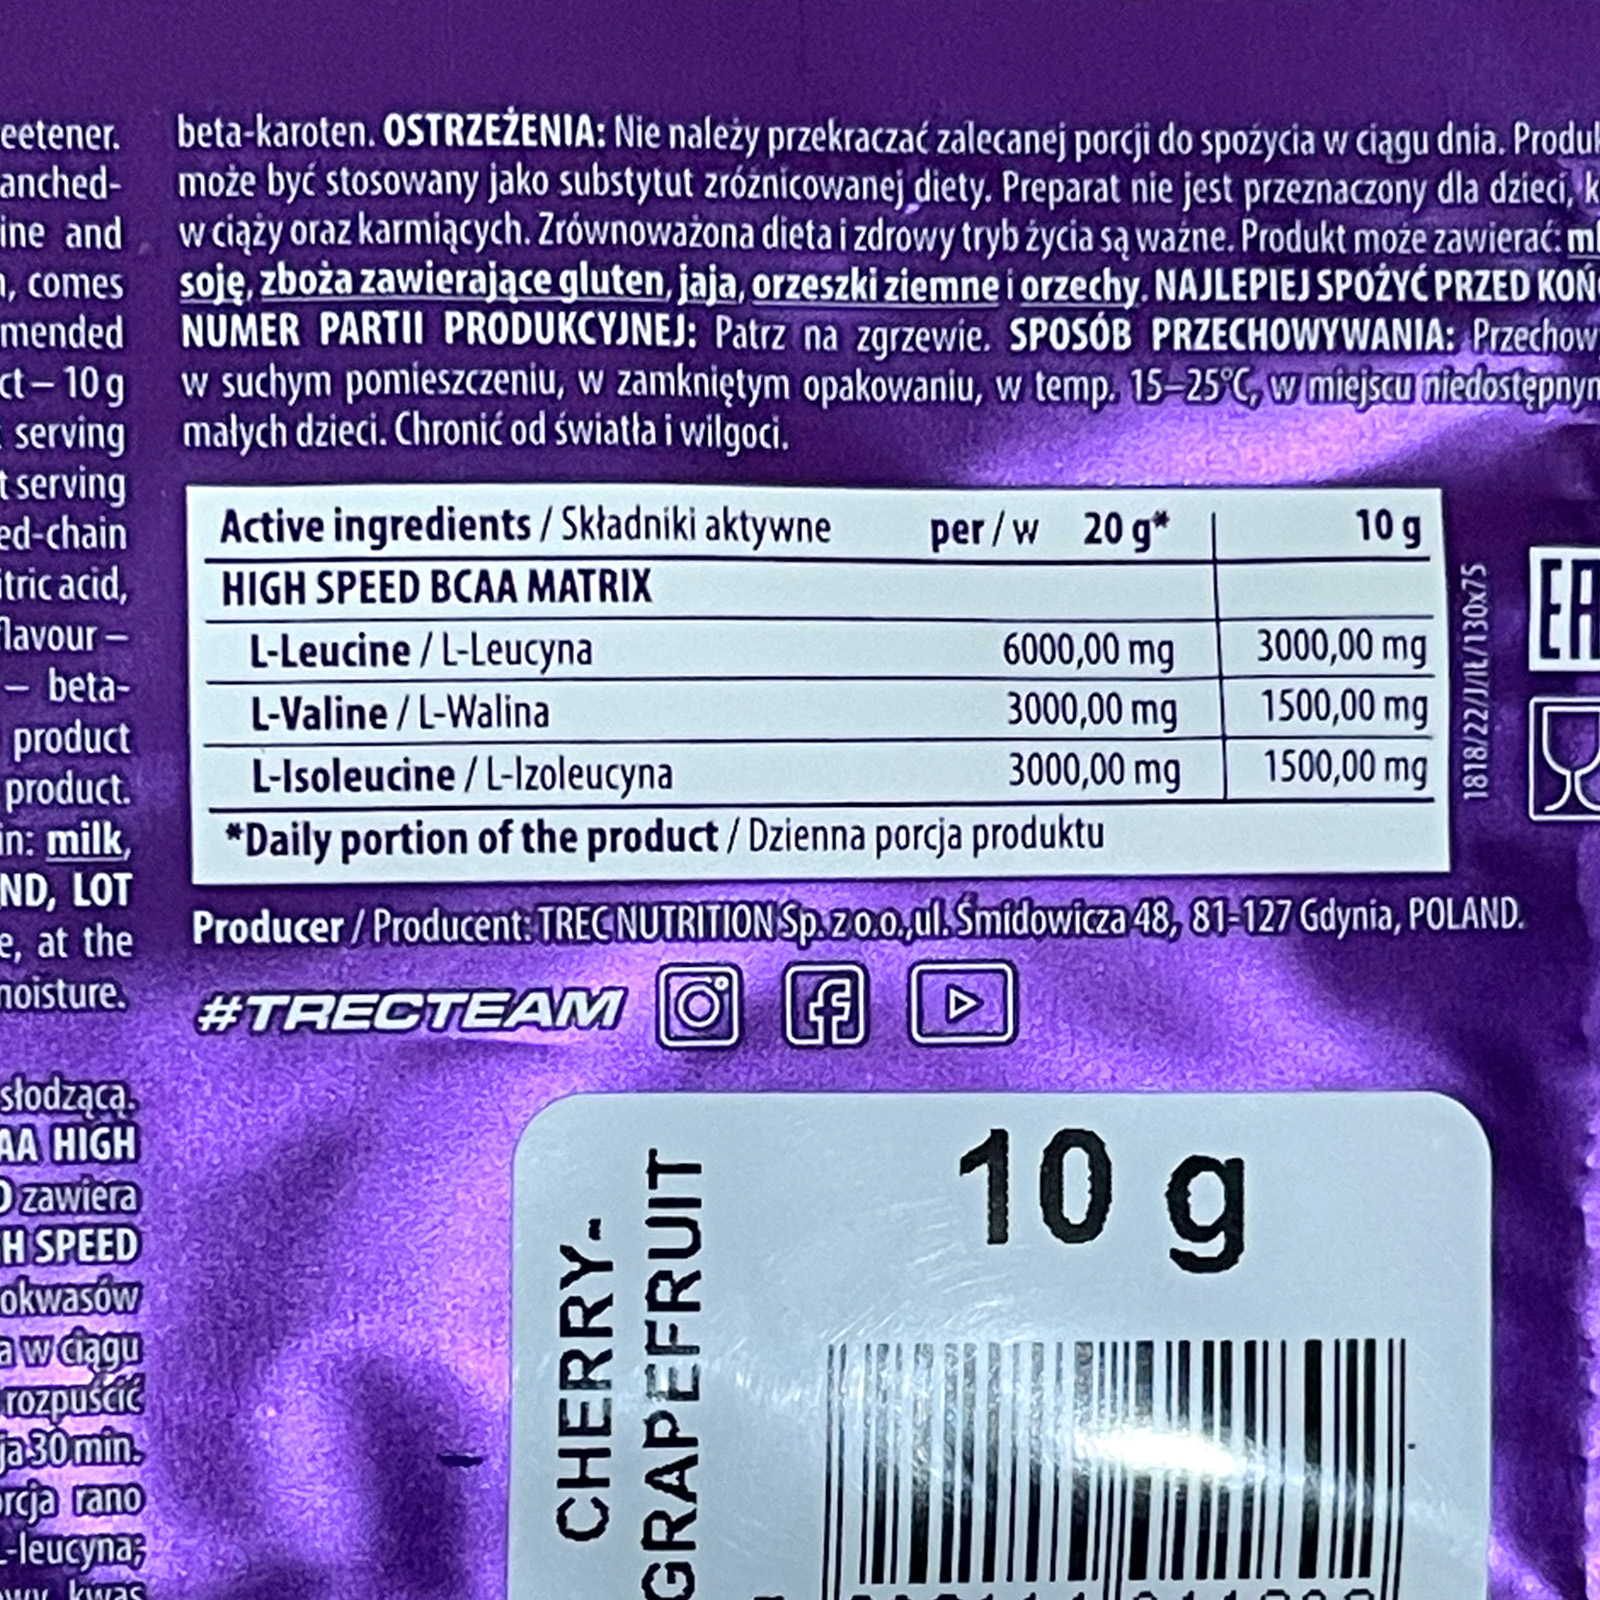 eetener.
anched-
ine and
, comes
mended
ct – 10 g
serving
t serving
ed-chain
itric acid,
flavour –
– beta-
product
product.
in: milk,
ND, LOT
e, at the
moisture.
słodzącą.
AA HIGH
zawiera
H SPEED
okwasów
a w ciągu
rozpuścić
ja 30 min.
orcja rano
L-leucyna;
kwas
beta-karoten. OSTRZEŻENIA: Nie należy przekraczać zalecanej porcji do spożycia w ciągu dnia. Produk
może być stosowany jako substytut zróżnicowanej diety. Preparat nie jest przeznaczony dla dzieci, k
w ciąży oraz karmiących. Zrównoważona dieta i zdrowy tryb życia są ważne. Produkt może zawierać: ml
soję, zboża zawierające gluten, jaja, orzeszki ziemne i orzechy. NAJLEPIEJ SPOŻYĆ PRZED KOŃC
NUMER PARTII PRODUKCYJNEJ: Patrz na zgrzewie. SPOSÓB PRZECHOWYWANIA: Przechow
w suchym pomieszczeniu, w zamkniętym opakowaniu, w temp. 15–25°C, w miejscu niedostępnym
małych dzieci. Chronić od światła i wilgoci.
Active ingredients / Składniki aktywne per / w 20 g* 10 g
HIGH SPEED BCAA MATRIX
L-Leucine / L-Leucyna 6000,00 mg 3000,00 mg
L-Valine / L-Walina 3000,00 mg 1500,00 mg
L-Isoleucine / L-Izoleucyna 3000,00 mg 1500,00 mg
*Daily portion of the product / Dzienna porcja produktu
1818/22/J/IŁ/130x75
EA
Producer / Producent: TREC NUTRITION Sp. z o.o., ul. Śmidowicza 48, 81-127 Gdynia, POLAND.
#TRECTEAM
10 g
CHERRY-
GRAPEFRUIT